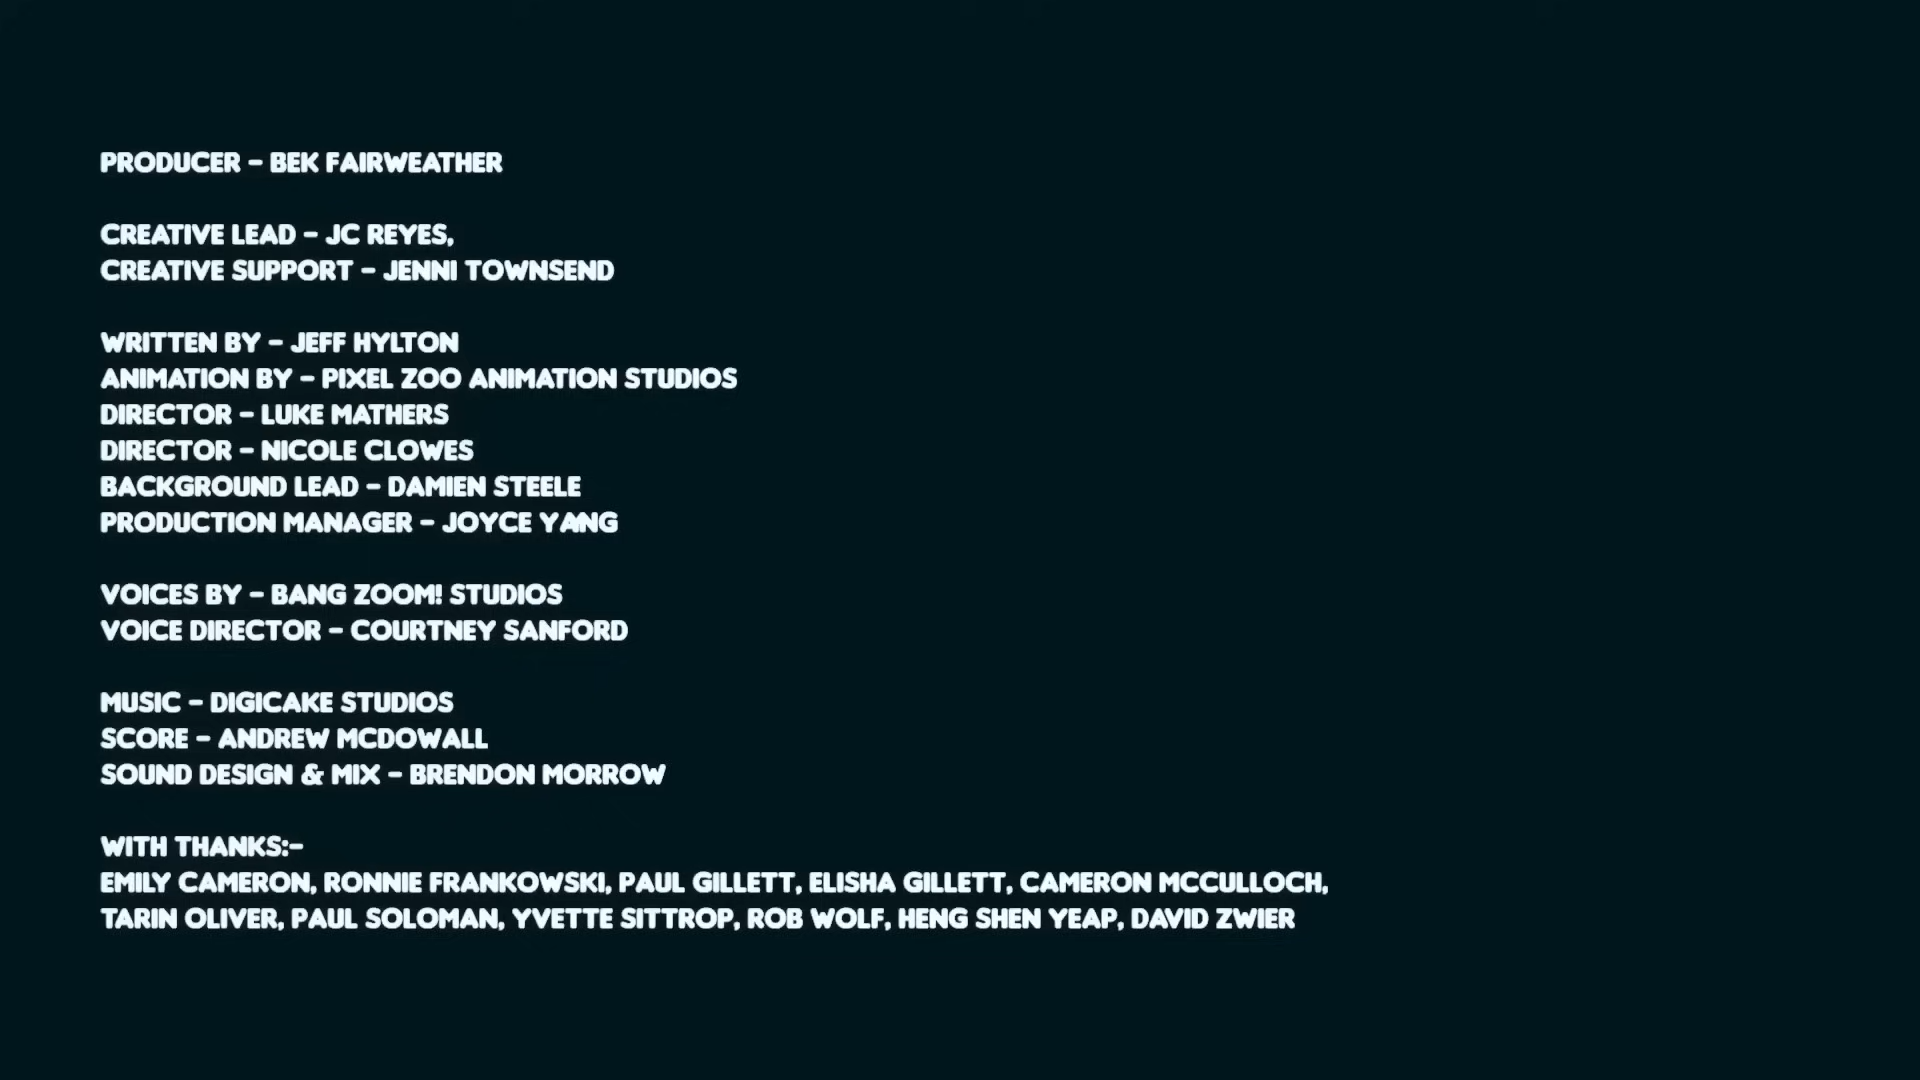 PRODUCER - BEK FAIRWEATHER
CREATIVE LEAD - JC REYES,
CREATIVE SUPPORT - JENNI TOWNSEND
WRITTEN BY - JEFF HYLTON
ANIMATION BY - PIXEL ZOO ANIMATION STUDIOS
DIRECTOR - LUKE MATHERS
DIRECTOR - NICOLE CLOWES
BACKGROUND LEAD - DAMIEN STEELE
PRODUCTION MANAGER - JOYCE YANG
VOICES BY - BANG ZOOM! STUDIOS
VOICE DIRECTOR - COURTNEY SANFORD
MUSIC - DIGICAKE STUDIOS
SCORE - ANDREW MCDOWALL
SOUND DESIGN & MIX - BRENDON MORROW
WITH THANKS:-
EMILY CAMERON, RONNIE FRANKOWSKI, PAUL GILLETT, ELISHA GILLETT, CAMERON MCCULLOCH,
TARIN OLIVER, PAUL SOLOMAN, YVETTE SITTROP, ROB WOLF, HENG SHEN YEAP, DAVID ZWIER